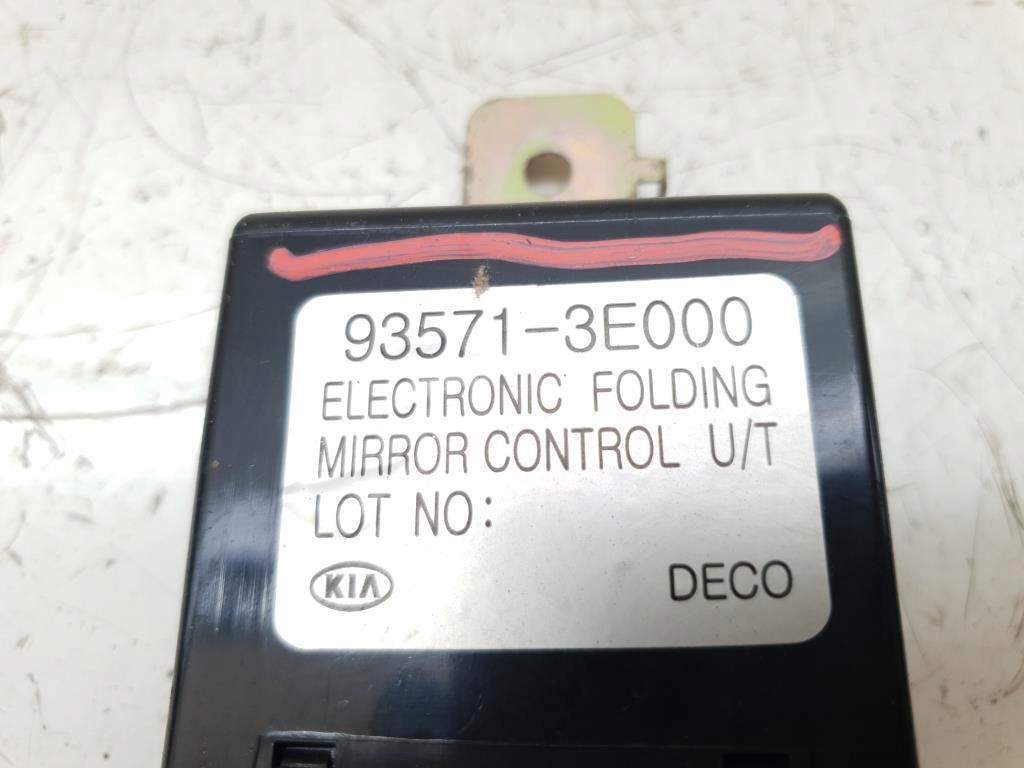 93571-3E000
ELECTRONIC FOLDING
MIRROR CONTROL U/T
LOT NO:
KIA DECO